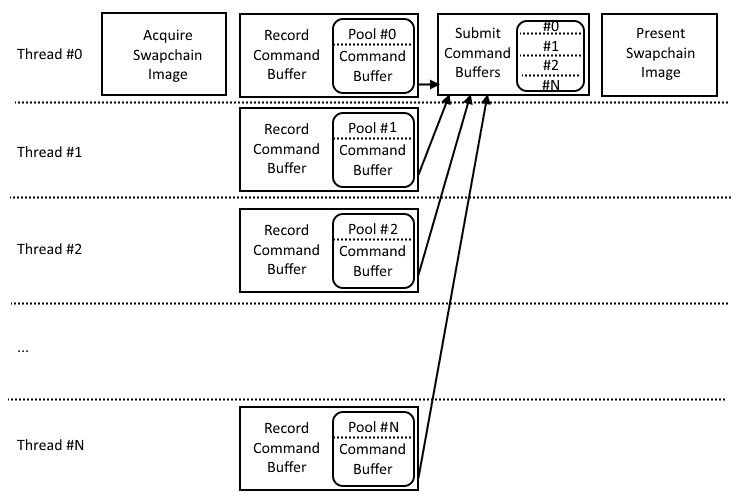 Thread #0
Acquire
Swapchain
Image
Record
Command
Buffer
Pool #0
Command
Buffer
Submit
Command
Buffers
#0
#1
#2
#N
Present
Swapchain
Image
Thread #1
Record
Command
Buffer
Pool #1
Command
Buffer
Thread #2
Record
Command
Buffer
Pool #2
Command
Buffer
...
Thread #N
Record
Command
Buffer
Pool #N
Command
Buffer